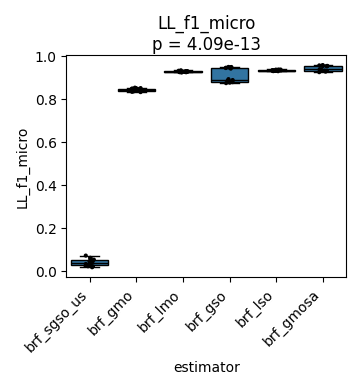 LL_f1_micro
p = 4.09e-13
LL_f1_micro
1.0
0.8
0.6
0.4
0.2
0.0
brf_sgso_us
brf_gmo
brf_lmo
brf_gso
brf_lso
brf_gmosa
estimator